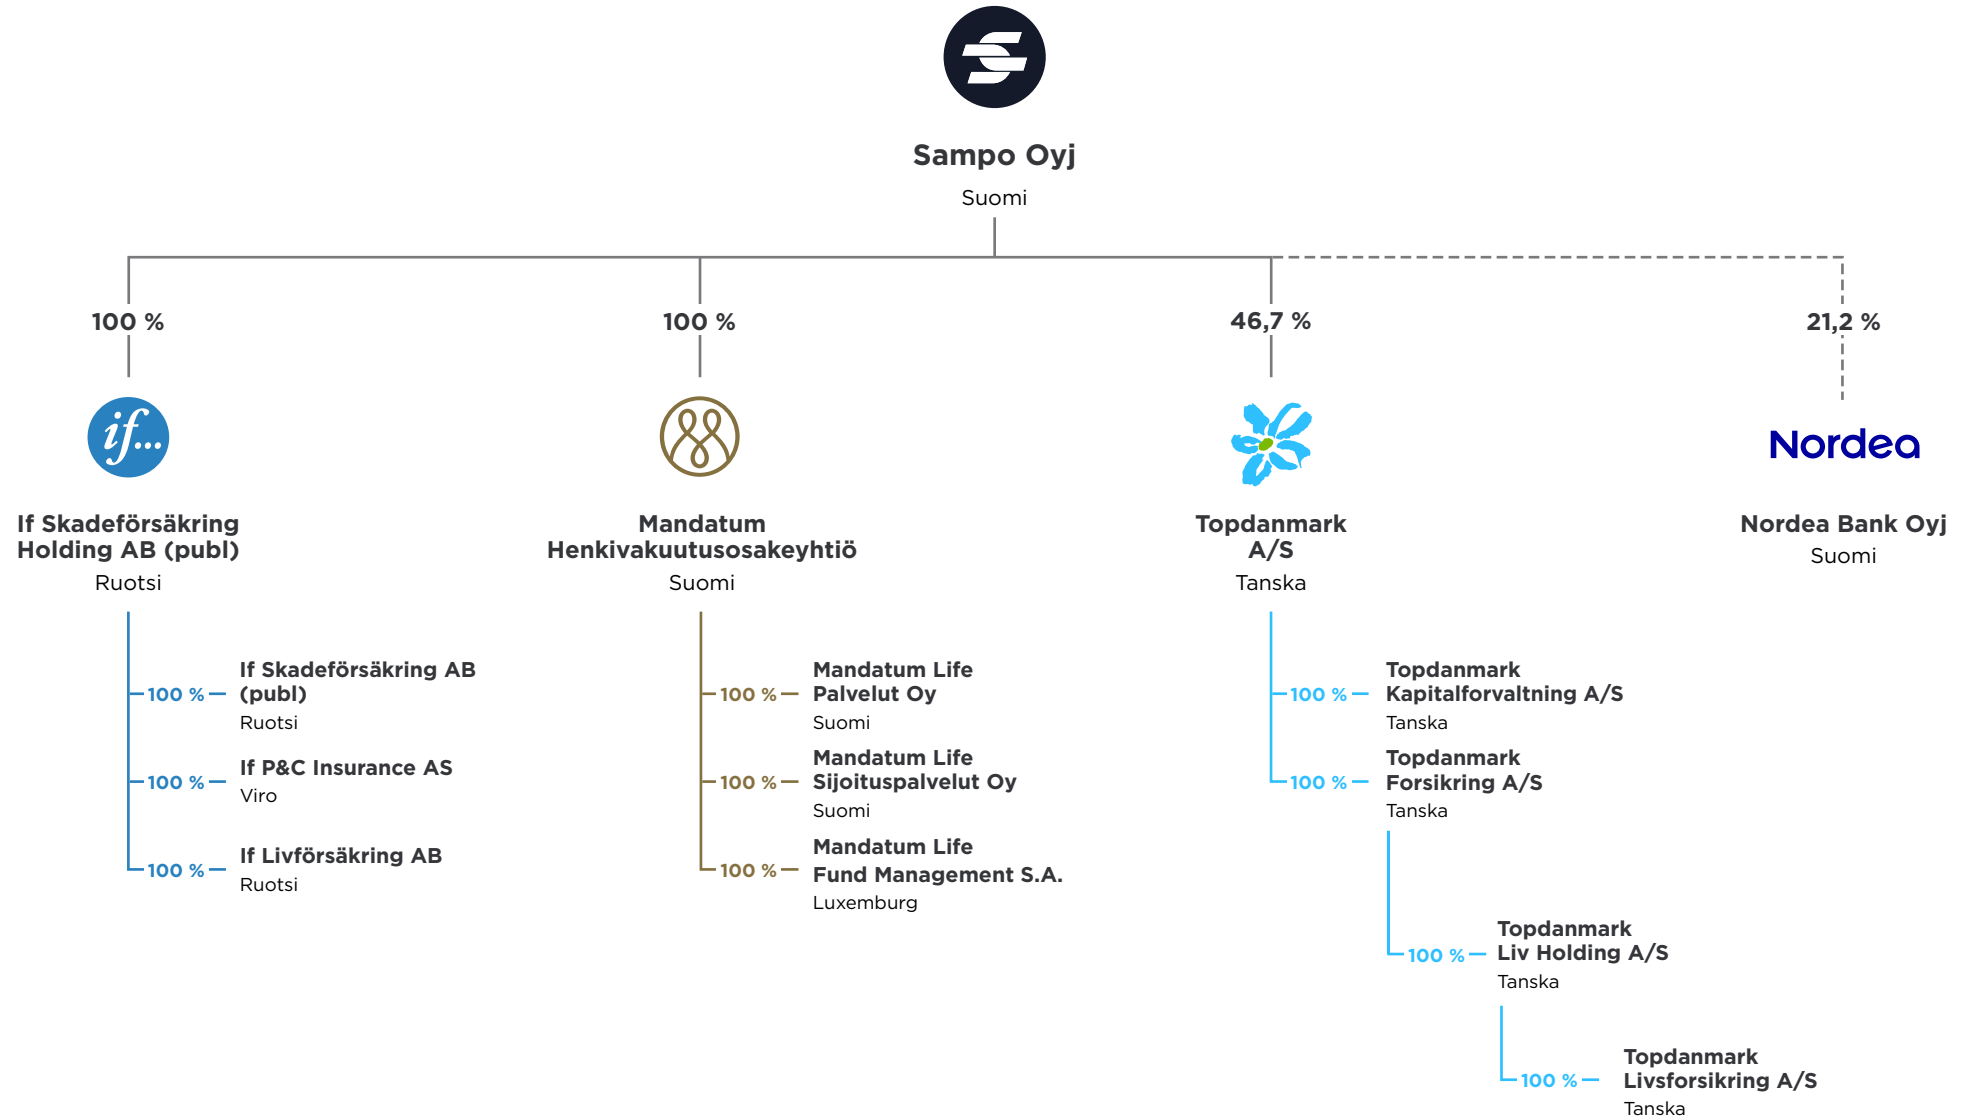 Sampo Oyj
Suomi
100 %
100 %
46,7 %
21,2 %
if...
Nordea
If Skadeförsäkring
Holding AB (publ)
Ruotsi
Mandatum
Henkivakuutusosakeyhtiö
Suomi
Topdanmark
A/S
Tanska
Nordea Bank Oyj
Suomi
100 %
If Skadeförsäkring AB
(publ)
Ruotsi
100 %
If P&C Insurance AS
Viro
100 %
If Livförsäkring AB
Ruotsi
100 %
Mandatum Life
Palvelut Oy
Suomi
100 %
Mandatum Life
Sijoituspalvelut Oy
Suomi
100 %
Mandatum Life
Fund Management S.A.
Luxemburg
100 %
Topdanmark
Kapitalforvaltning A/S
Tanska
100 %
Topdanmark
Forsikring A/S
Tanska
100 %
Topdanmark
Liv Holding A/S
Tanska
100 %
Topdanmark
Livsforsikring A/S
Tanska